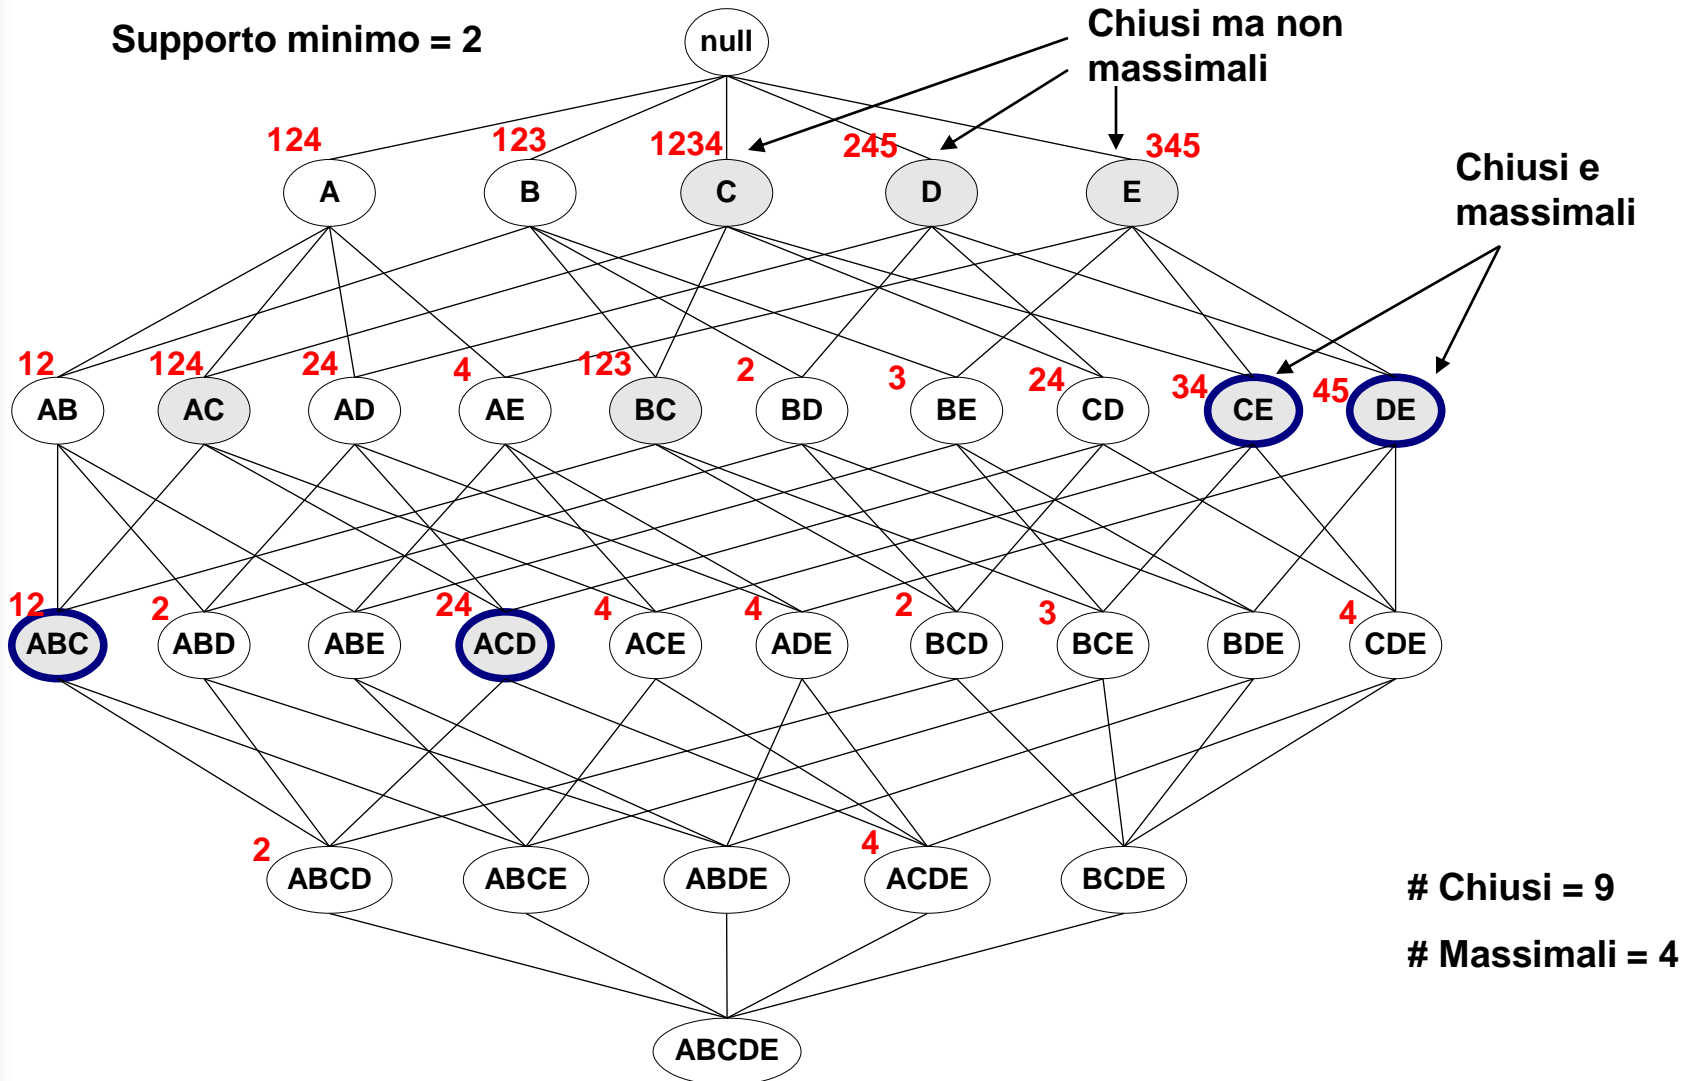 Supporto minimo = 2
null
Chiusi ma non
massimali
124
123
1234
245
345
Chiusi e
massimali
A
B
C
D
E
12
124
24
4
123
2
3
24
34
45
AB
AC
AD
AE
BC
BD
BE
CD
CE
DE
12
2
24
4
4
2
3
4
ABC
ABD
ABE
ACD
ACE
ADE
BCD
BCE
BDE
CDE
2
4
ABCD
ABCE
ABDE
ACDE
BCDE
# Chiusi = 9
# Massimali = 4
ABCDE